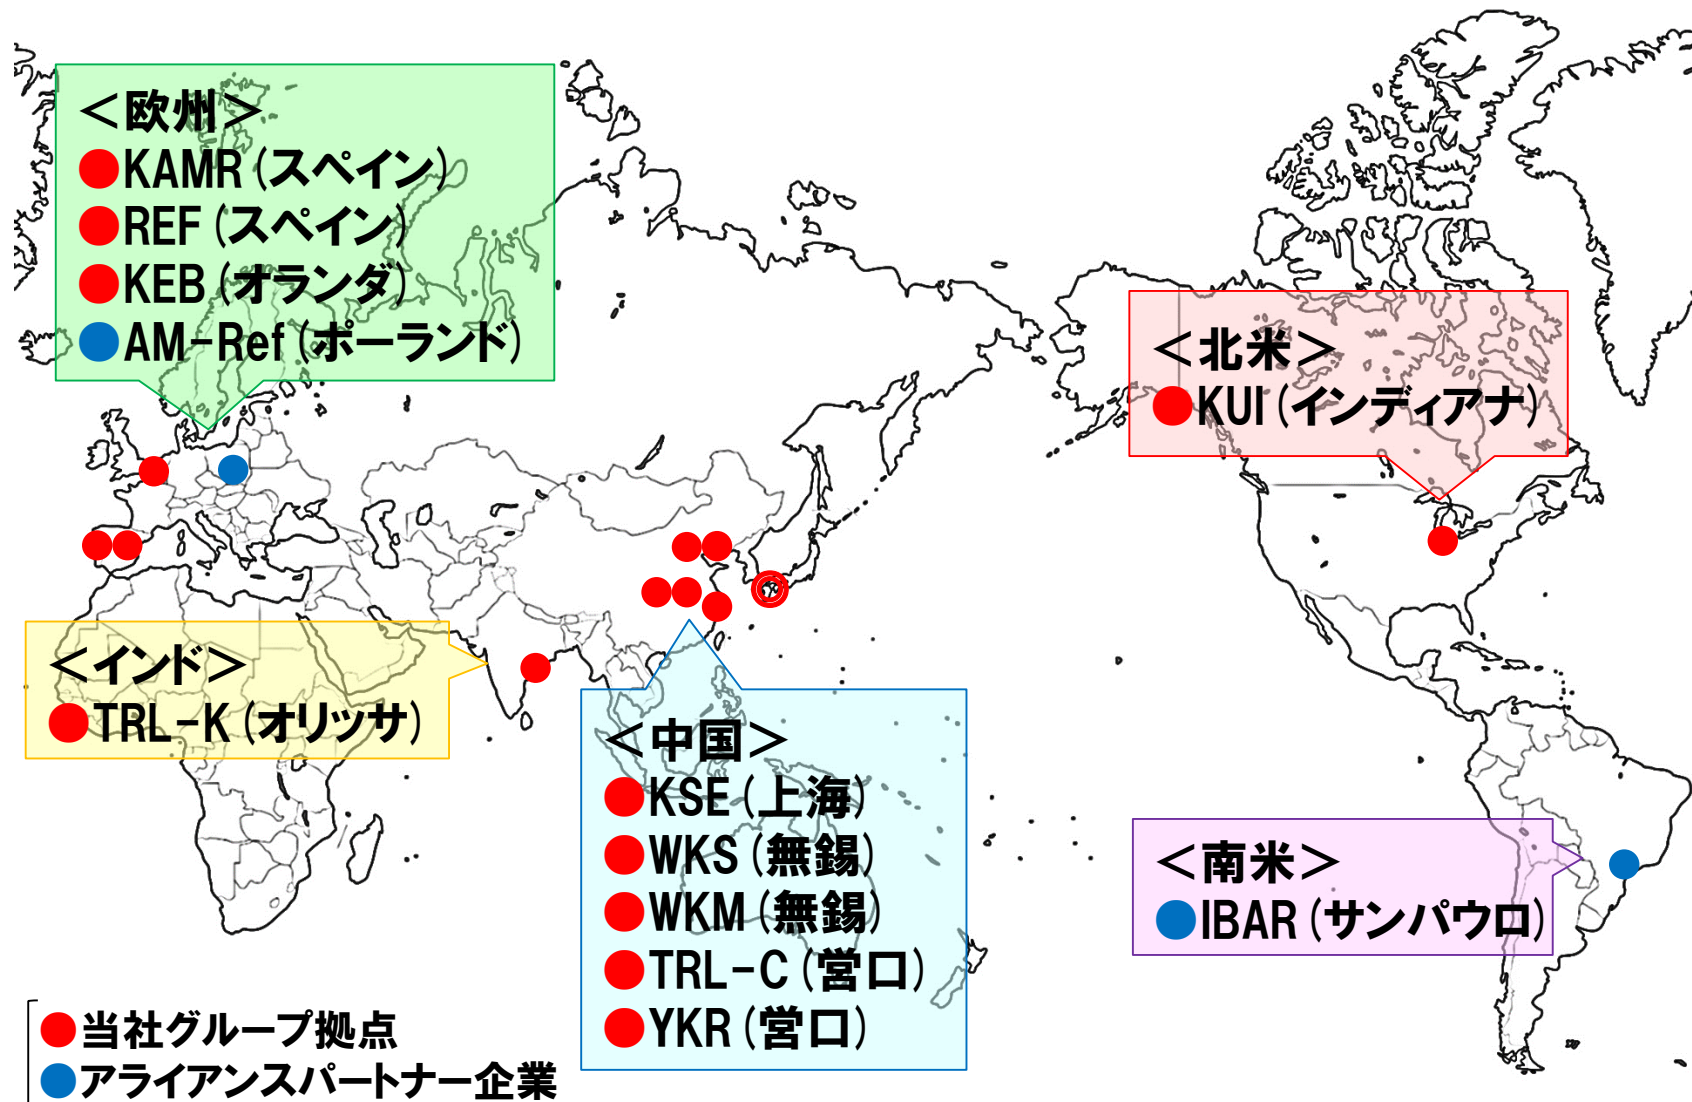 ＜欧州＞
●KAMR(スペイン)
●REF(スペイン)
●KEB(オランダ)
●AM-Ref(ポーランド)
＜北米＞
●KUI(インディアナ)
＜インド＞
●TRL-K(オリッサ)
＜中国＞
●KSE(上海)
●WKS(無錫)
●WKM(無錫)
●TRL-C(営口)
●YKR(営口)
＜南米＞
●IBAR(サンパウロ)
●当社グループ拠点
●アライアンスパートナー企業